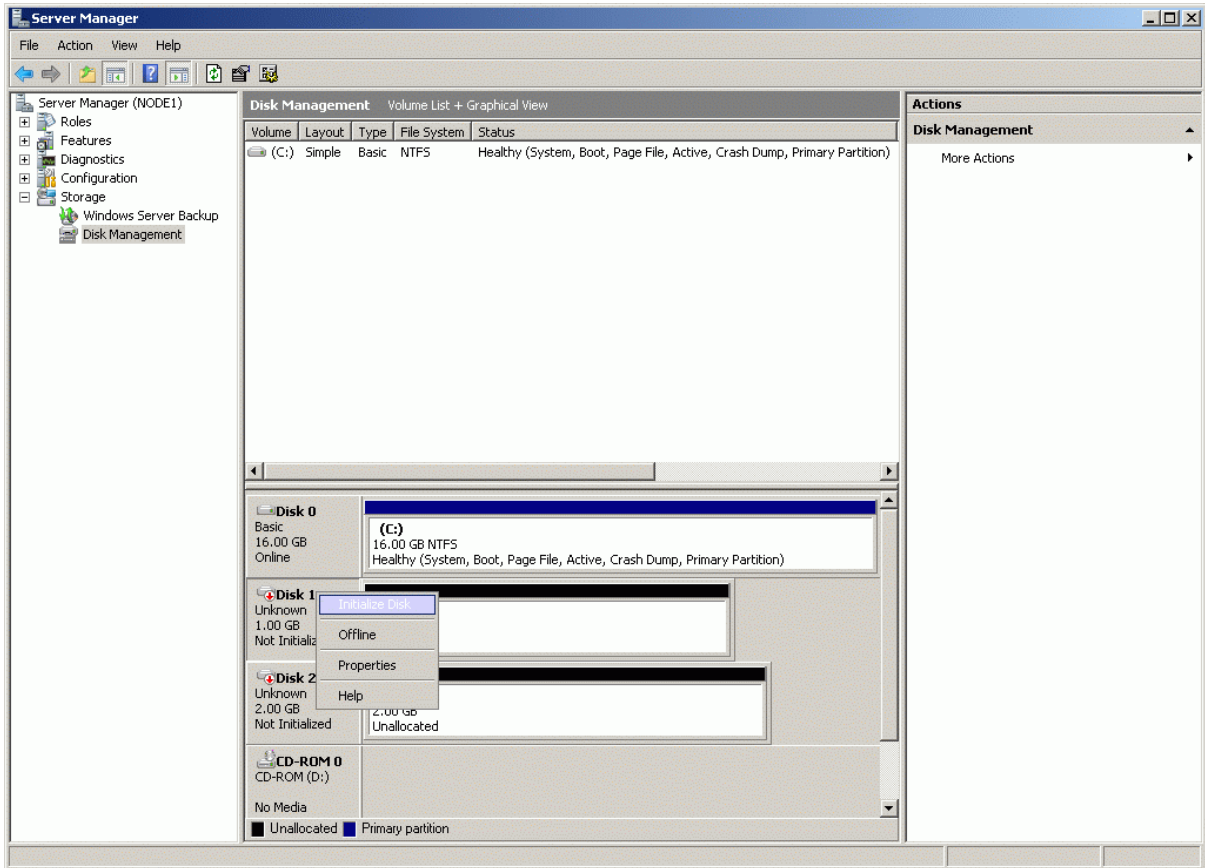 Server Manager
File Action View Help
Server Manager (NODE1)
Roles
Features
Diagnostics
Configuration
Storage
Windows Server Backup
Disk Management
Disk Management Volume List + Graphical View
Volume Layout Type File System Status
(C:) Simple Basic NTFS Healthy (System, Boot, Page File, Active, Crash Dump, Primary Partition)
Disk 0
Basic
16.00 GB
Online
(C:)
16.00 GB NTFS
Healthy (System, Boot, Page File, Active, Crash Dump, Primary Partition)
Disk 1
Unknown
1.00 GB
Not Initializ
Initialize Disk
Offline
Properties
Help
Disk 2
Unknown
2.00 GB
Not Initialized
2.00 GB
Unallocated
CD-ROM 0
CD-ROM (D:)
No Media
Unallocated Primary partition
Actions
Disk Management
More Actions